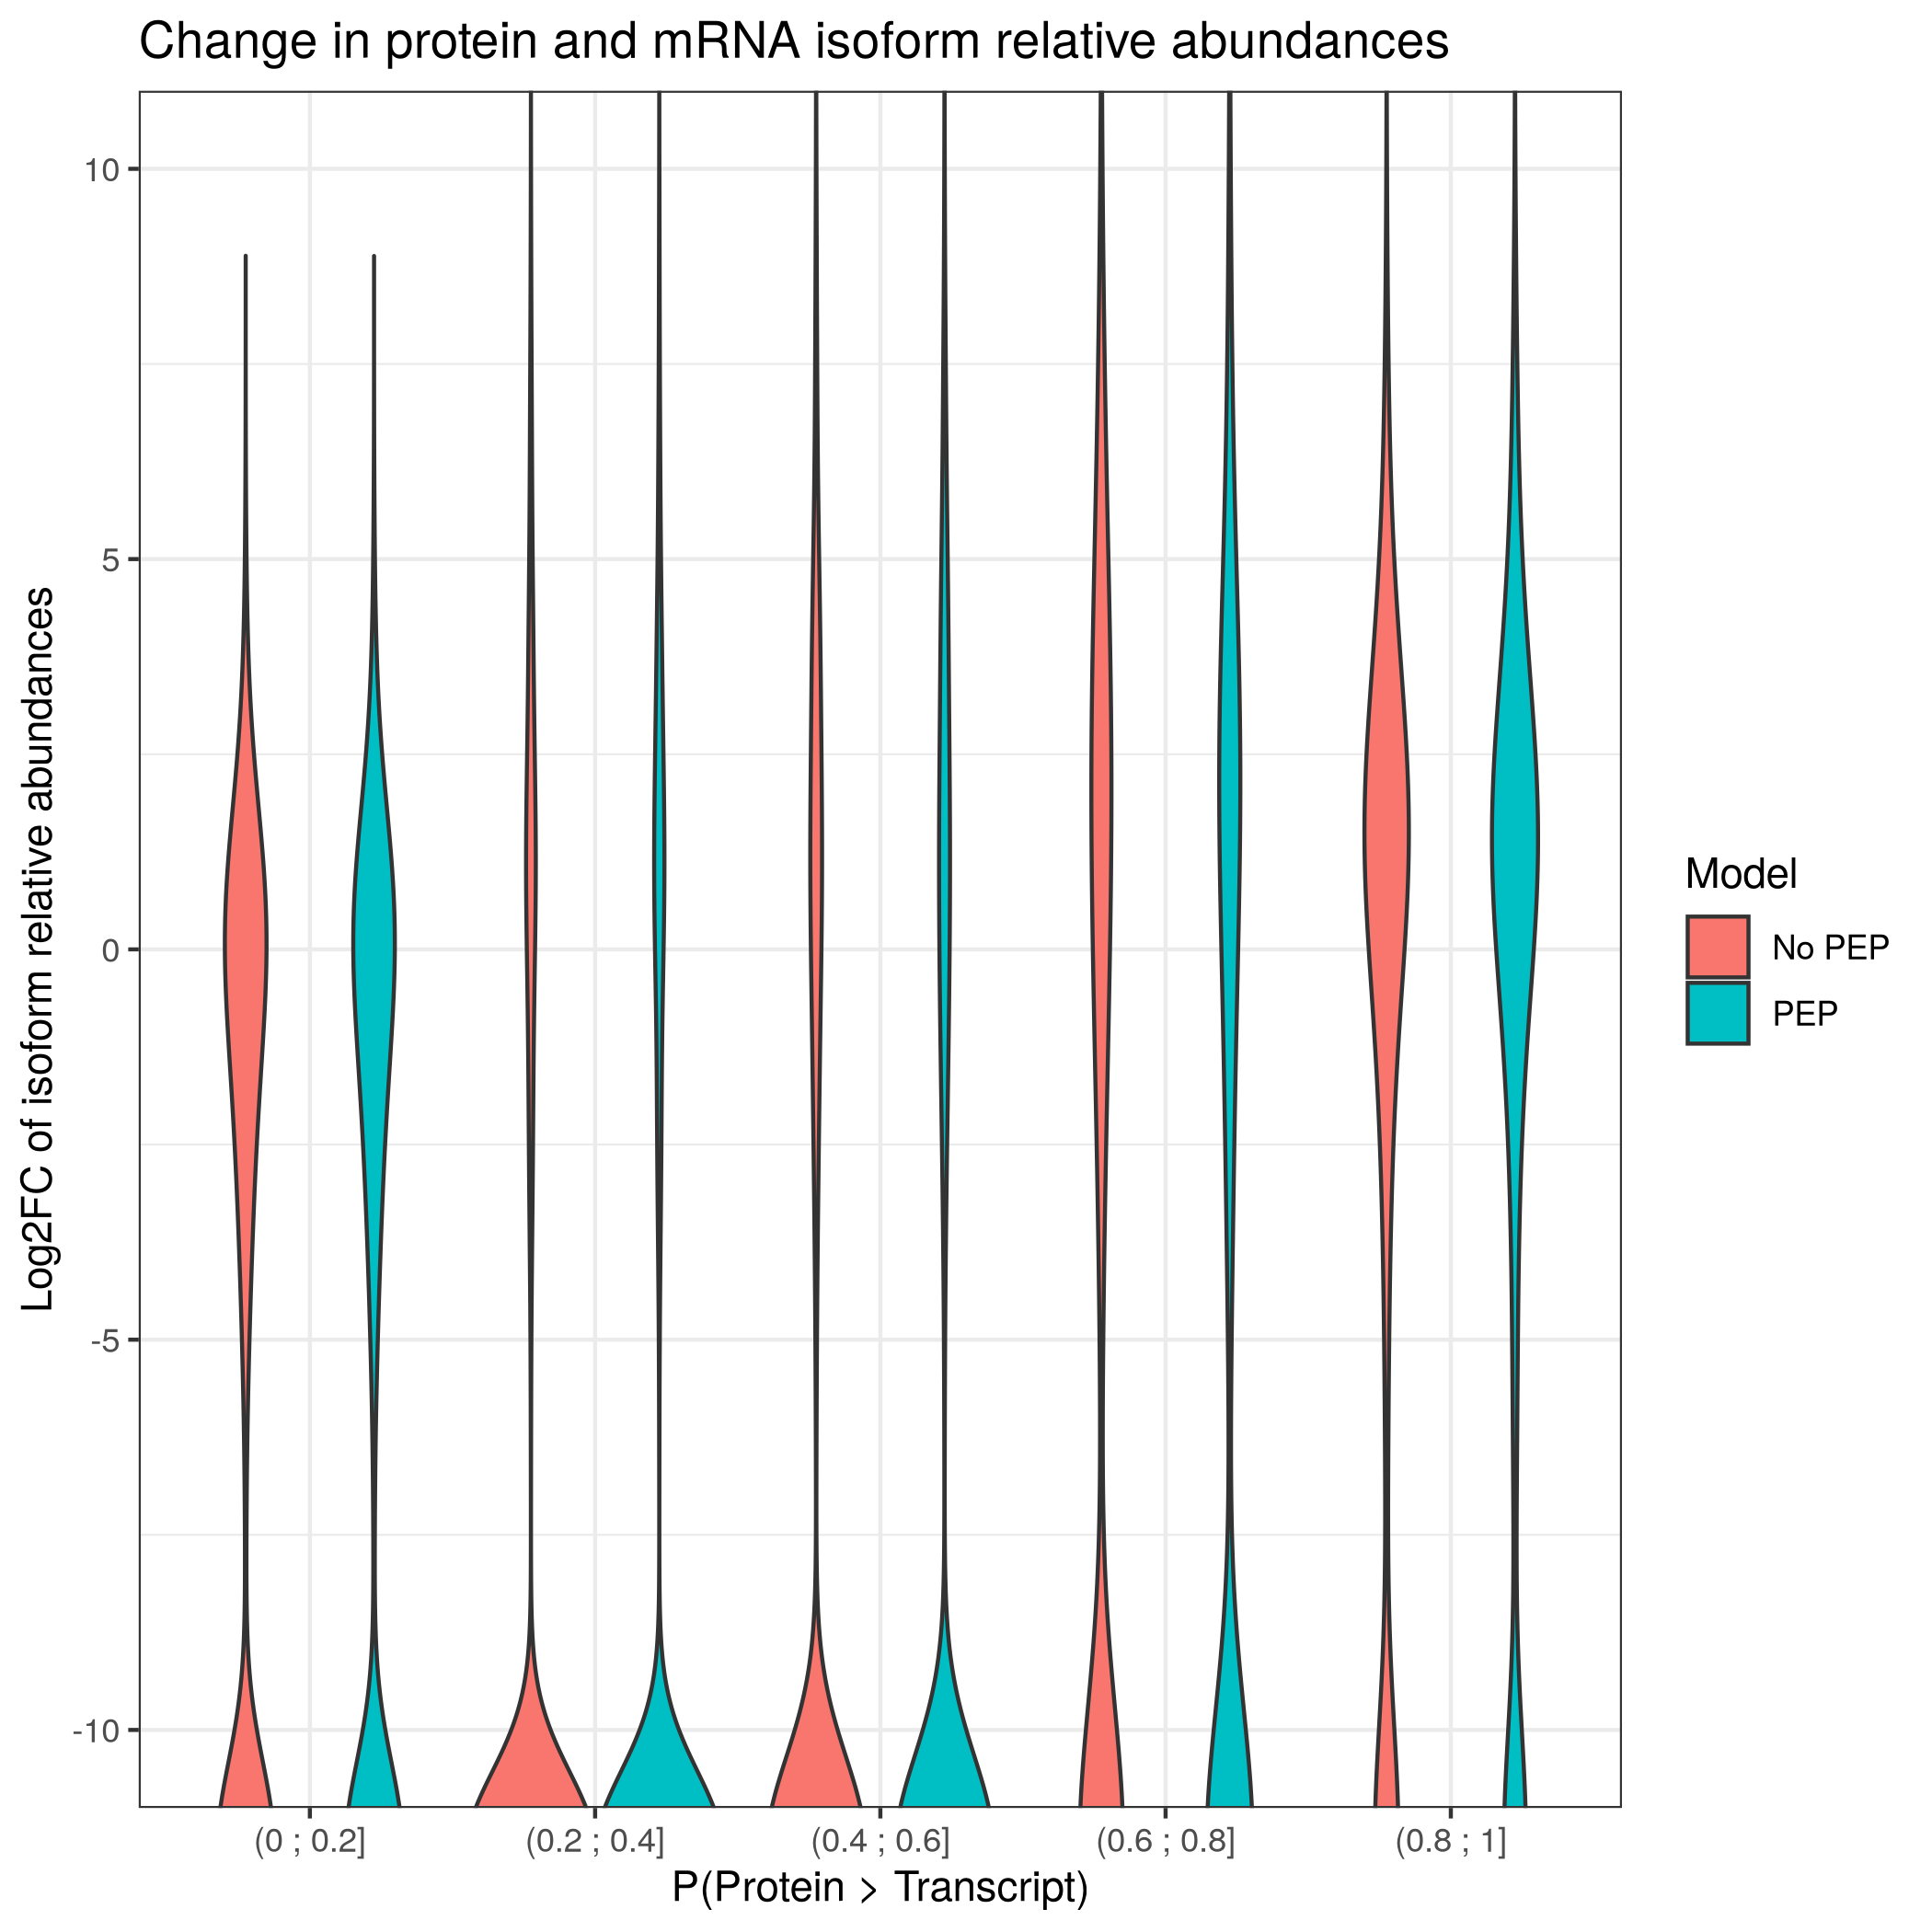 Change in protein and mRNA isoform relative abundances
Log2FC of isoform relative abundances
10
5
0
-5
-10
(0 ; 0.2]
(0.2 ; 0.4]
(0.4 ; 0.6]
(0.6 ; 0.8]
(0.8 ; 1]
P(Protein > Transcript)
Model
No PEP
PEP